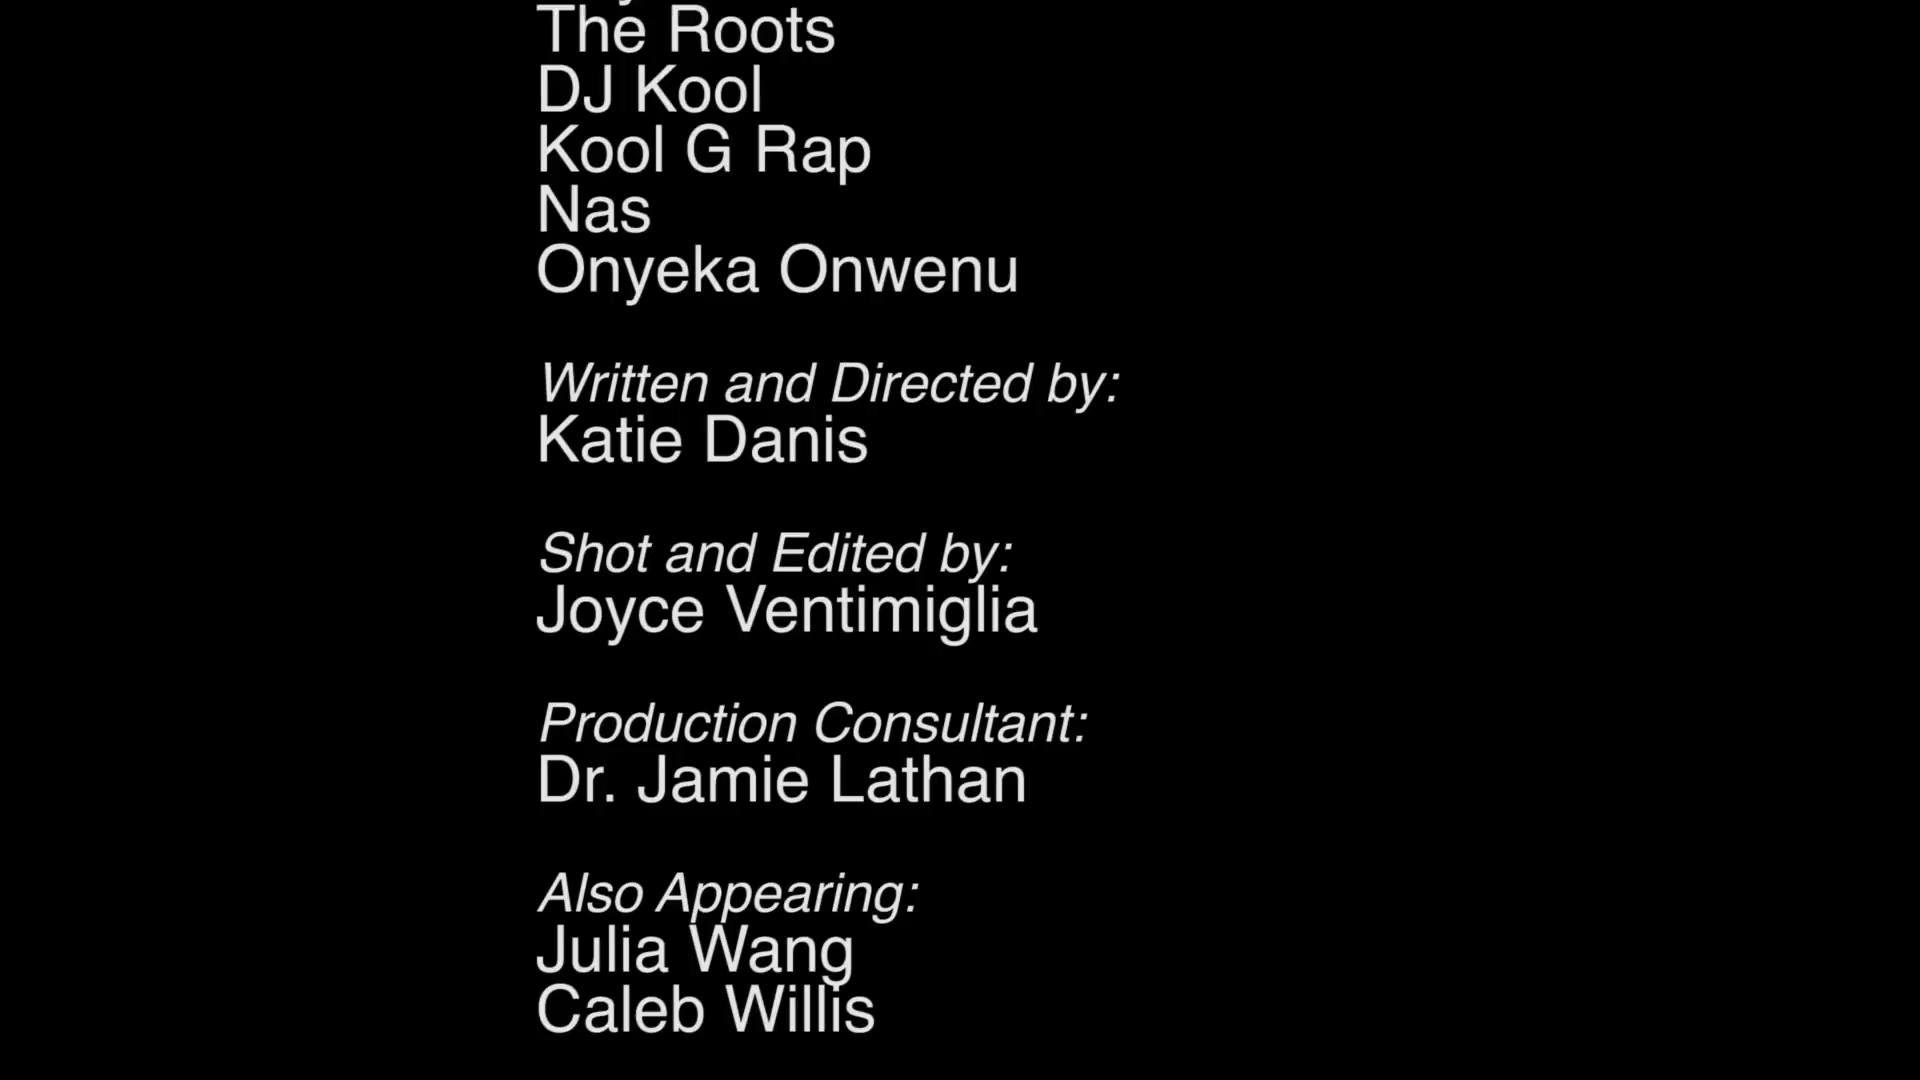 The Roots
DJ Kool
Kool G Rap
Nas
Onyeka Onwenu
Written and Directed by:
Katie Danis
Shot and Edited by:
Joyce Ventimiglia
Production Consultant:
Dr. Jamie Lathan
Also Appearing:
Julia Wang
Caleb Willis